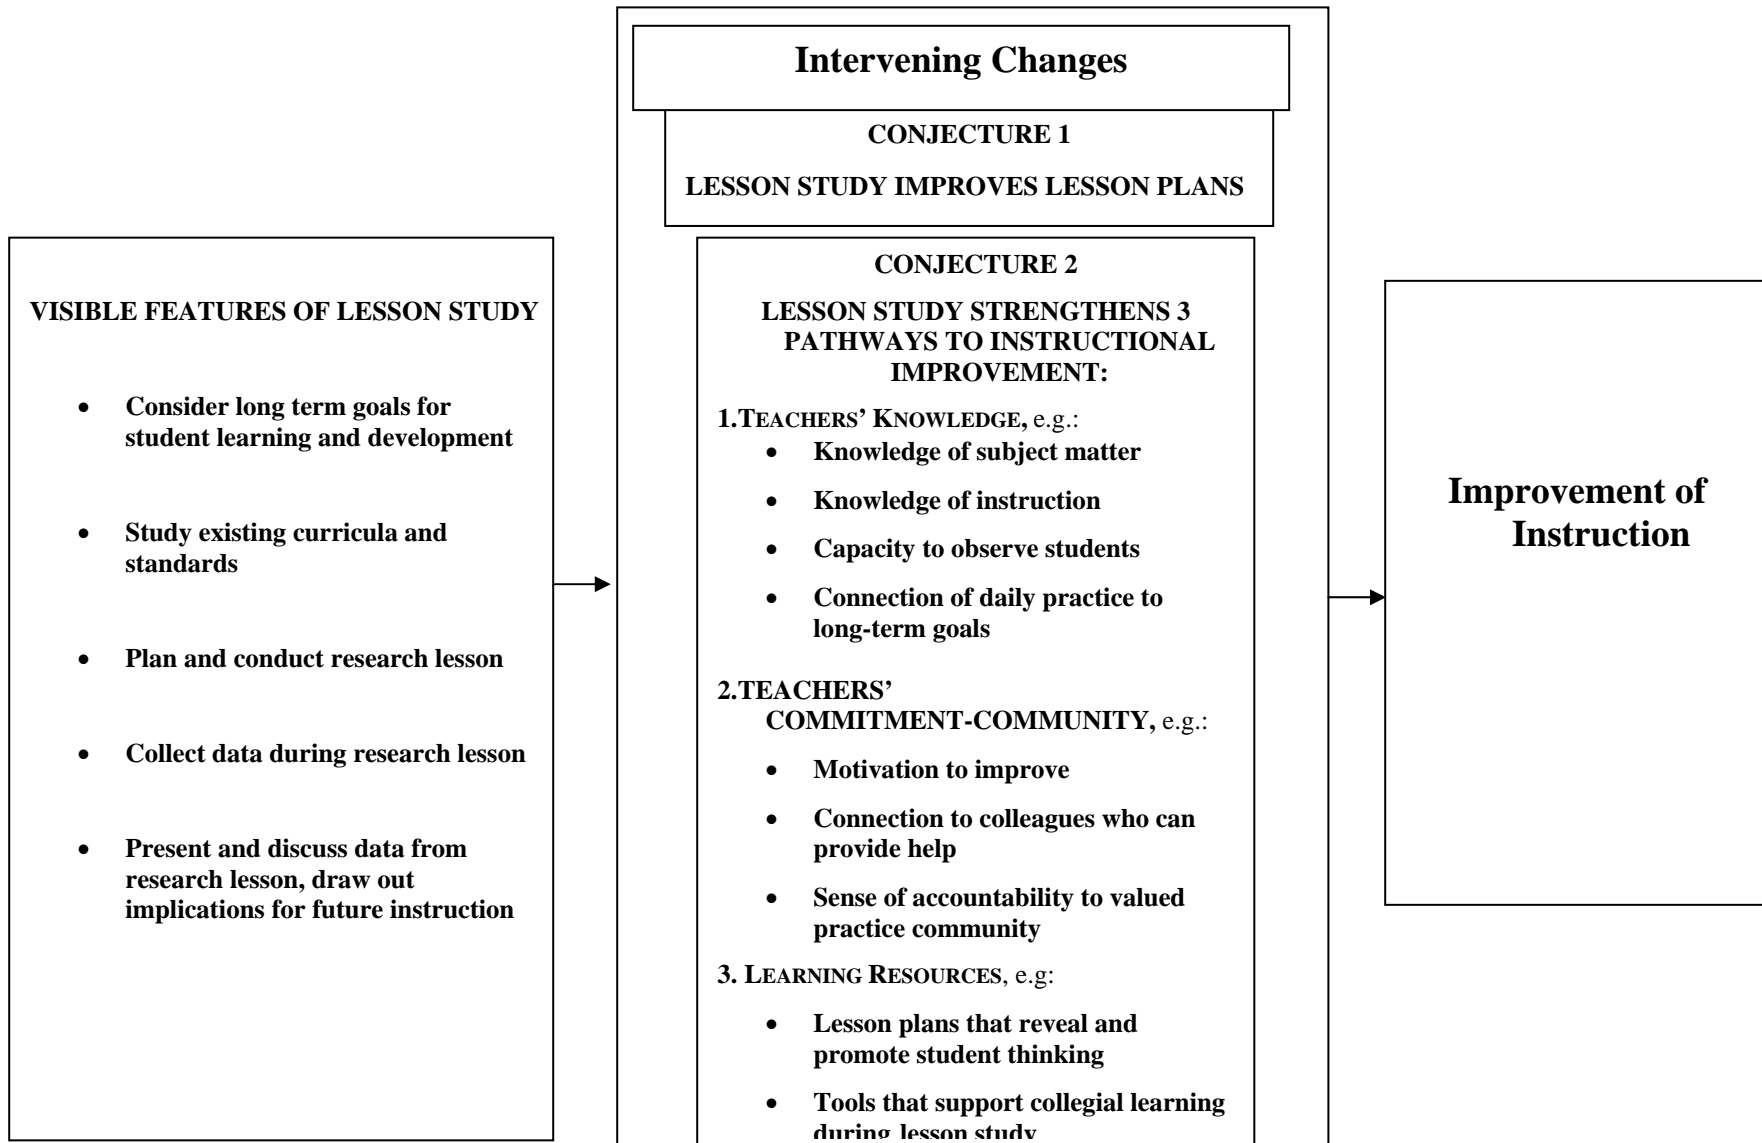 VISIBLE FEATURES OF LESSON STUDY
• Consider long term goals for
student learning and development
• Study existing curricula and
standards
• Plan and conduct research lesson
• Collect data during research lesson
• Present and discuss data from
research lesson, draw out
implications for future instruction
Intervening Changes
CONJECTURE 1
LESSON STUDY IMPROVES LESSON PLANS
CONJECTURE 2
LESSON STUDY STRENGTHENS 3
PATHWAYS TO INSTRUCTIONAL
IMPROVEMENT:
1.TEACHERS’ KNOWLEDGE, e.g.:
• Knowledge of subject matter
• Knowledge of instruction
• Capacity to observe students
• Connection of daily practice to
long-term goals
2.TEACHERS’
COMMITMENT-COMMUNITY, e.g.:
• Motivation to improve
• Connection to colleagues who can
provide help
• Sense of accountability to valued
practice community
3. LEARNING RESOURCES, e.g:
• Lesson plans that reveal and
promote student thinking
• Tools that support collegial learning
during lesson study
Improvement of
Instruction